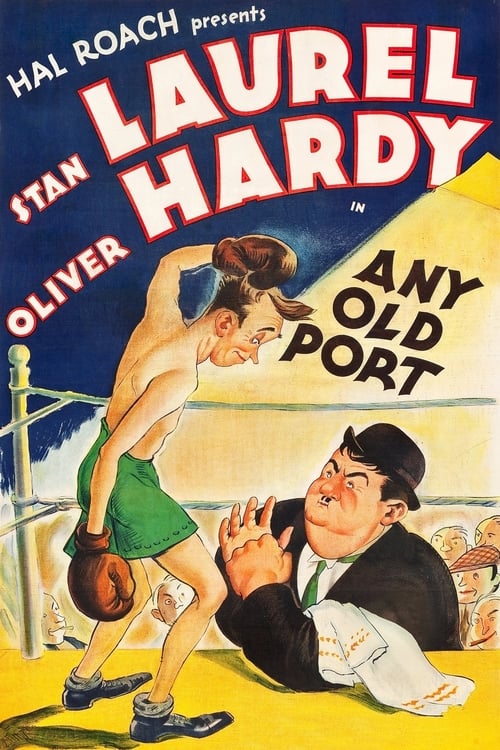 HAL ROACH presents
STAN LAUREL
OLIVER HARDY
IN
ANY
OLD
PORT